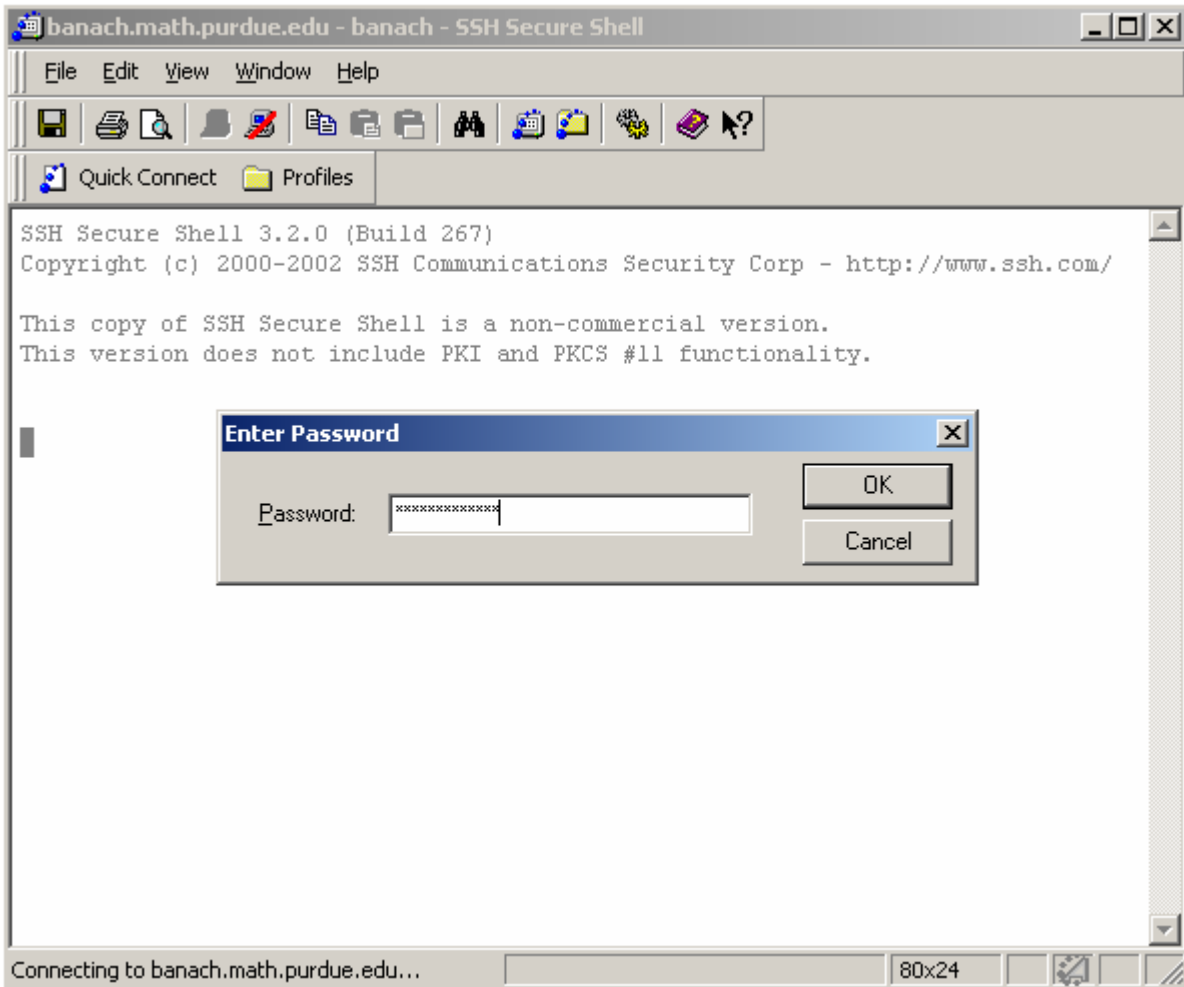 banach.math.purdue.edu - banach - SSH Secure Shell
File Edit View Window Help
Quick Connect Profiles
SSH Secure Shell 3.2.0 (Build 267)
Copyright (c) 2000-2002 SSH Communications Security Corp - http://www.ssh.com/
This copy of SSH Secure Shell is a non-commercial version.
This version does not include PKI and PKCS #11 functionality.
Enter Password
OK
Password: *************
Cancel
Connecting to banach.math.purdue.edu... 80x24